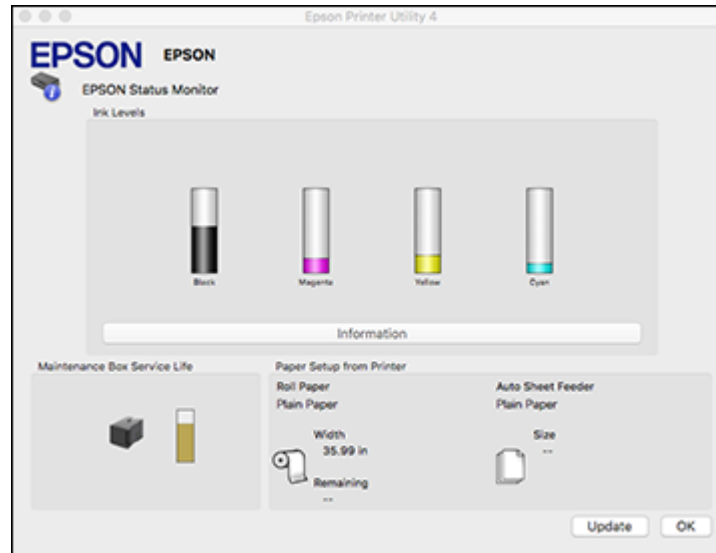 Epson Printer Utility 4
EPSON EPSON
EPSON Status Monitor
Ink Levels
Black Magenta Yellow Cyan
Information
Maintenance Box Service Life
Paper Setup from Printer
Roll Paper
Plain Paper
Width
35.99 in
Remaining
--
Auto Sheet Feeder
Plain Paper
Size
--
Update OK